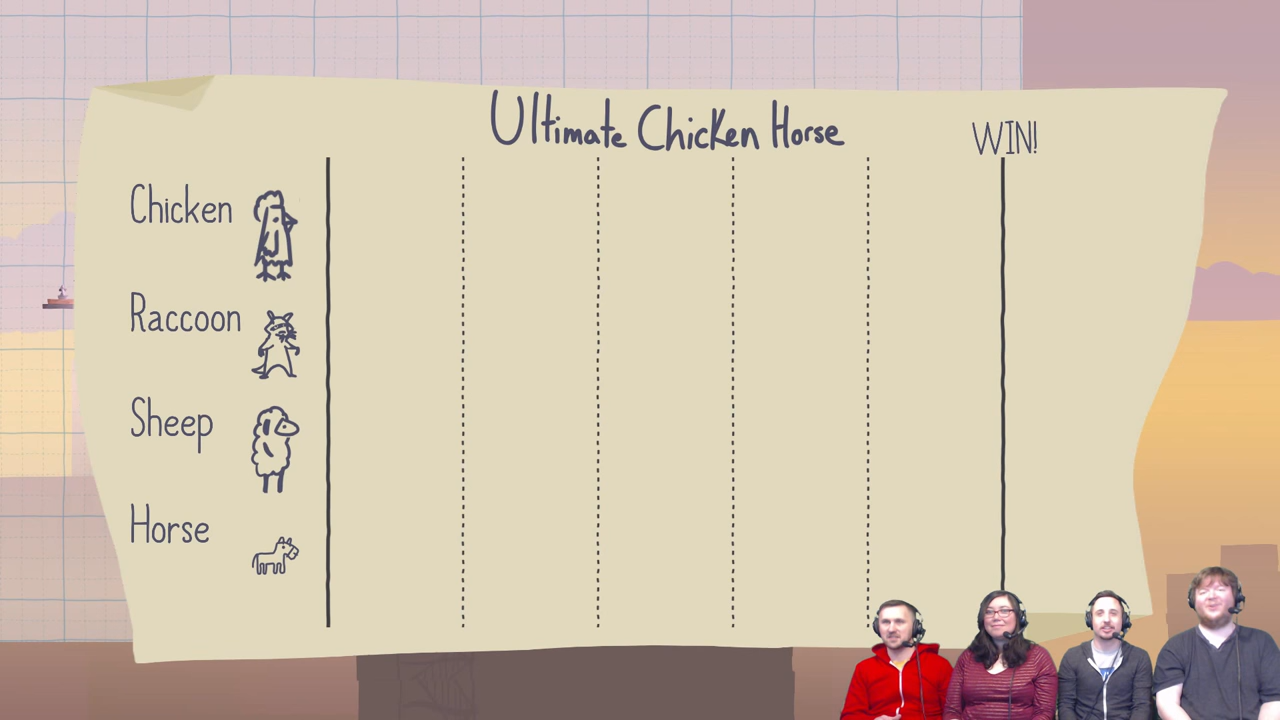 Ultimate Chicken Horse
WIN!
Chicken
Raccoon
Sheep
Horse